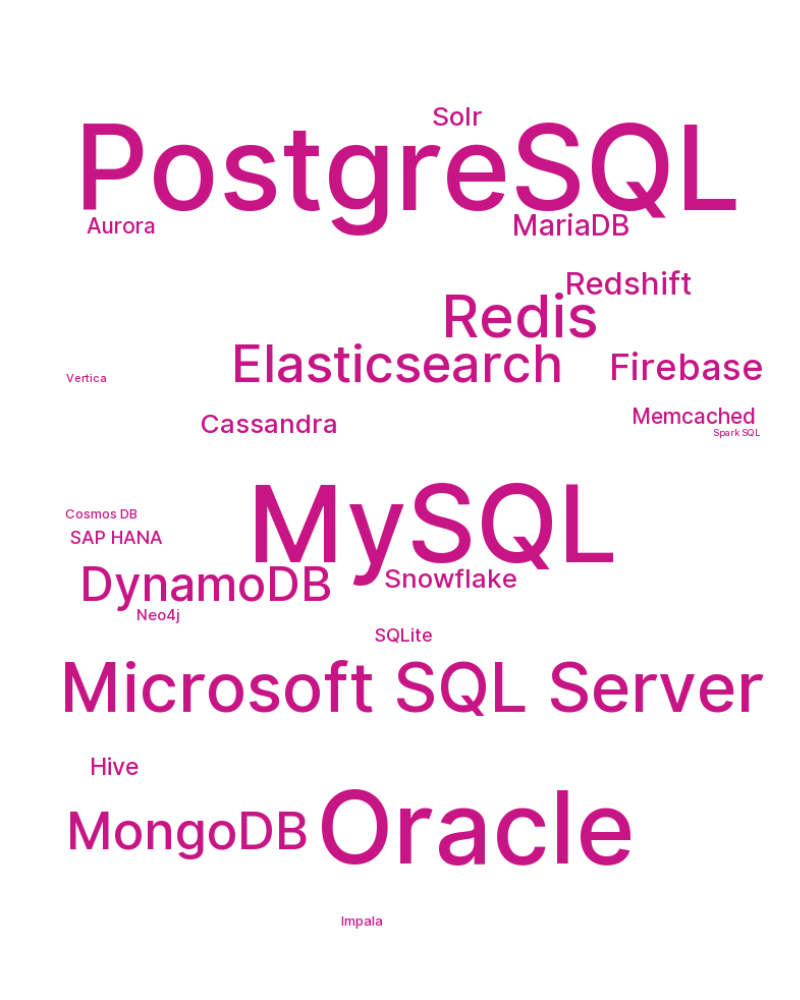 Solr
PostgreSQL
Aurora
MariaDB
Redshift
Redis
Elasticsearch
Firebase
Vertica
Memcached
Cassandra
Spark SQL
MySQL
Cosmos DB
SAP HANA
Snowflake
DynamoDB
Neo4j
SQLite
Microsoft SQL Server
Hive
MongoDB
Oracle
Impala